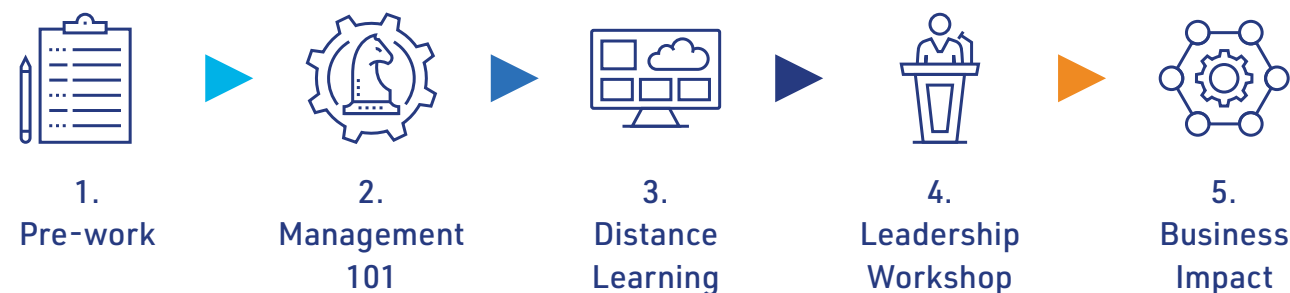 1.
Pre-work
2.
Management
101
3.
Distance
Learning
4.
Leadership
Workshop
5.
Business
Impact